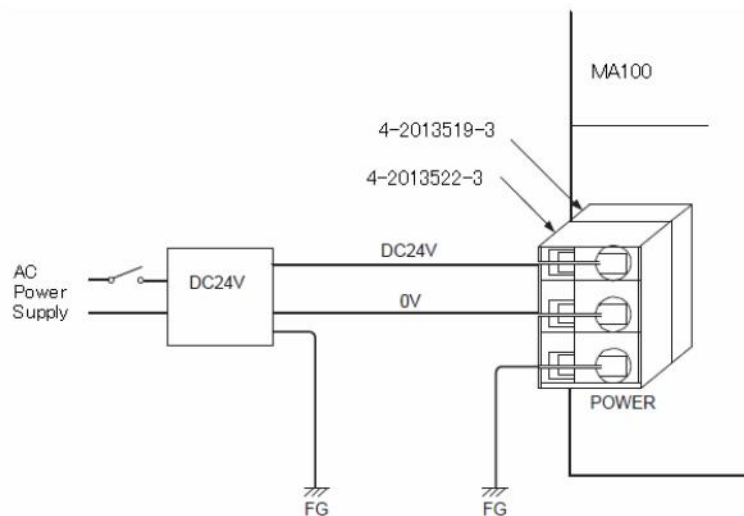 MA100
4-2013519-3
4-2013522-3
DC24V
AC
Power
Supply
DC24V
0V
POWER
FG
FG